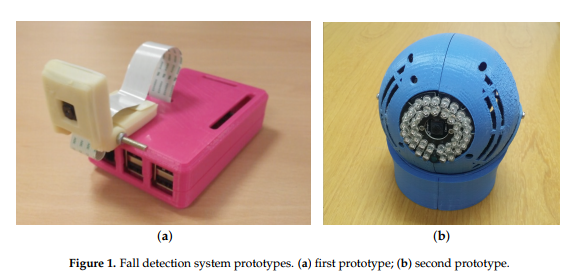 (a)
(b)
Figure 1. Fall detection system prototypes. (a) first prototype; (b) second prototype.